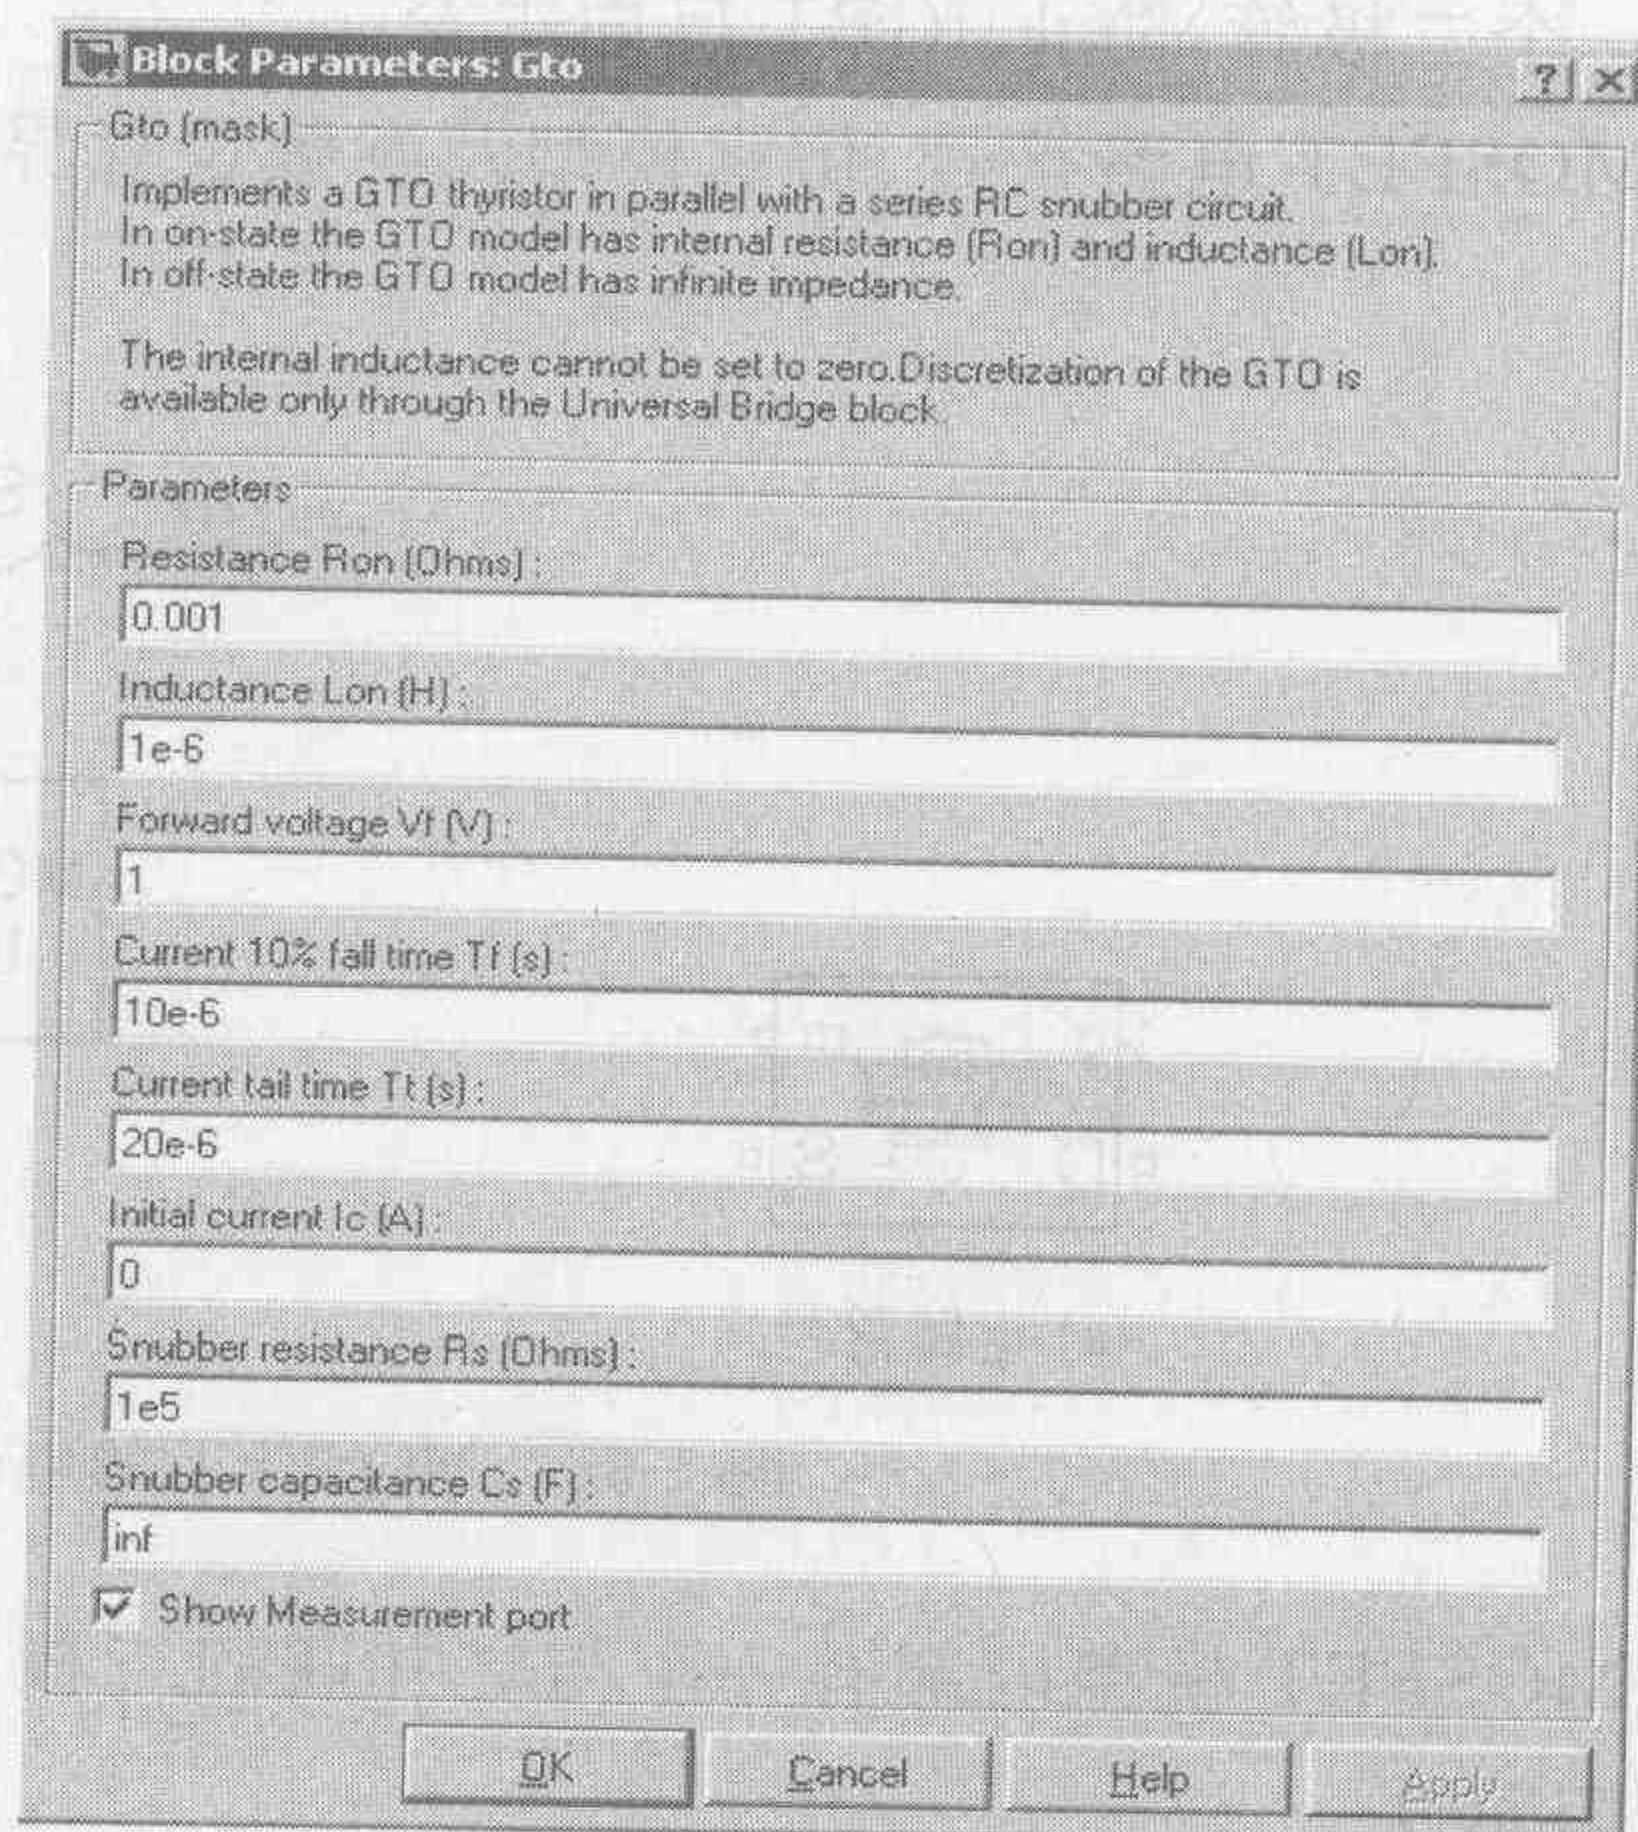 Block Parameters: Gto
Gto (mask)
Implements a GTO thyristor in parallel with a series RC snubber circuit.
In on-state the GTO model has internal resistance (Ron) and inductance (Lon).
In off-state the GTO model has infinite impedance.
The internal inductance cannot be set to zero.Discretization of the GTO is
available only through the Universal Bridge block.
Parameters
Resistance Ron (Ohms) :
0.001
Inductance Lon (H) :
1e-6
Forward voltage Vf (V) :
1
Current 10% fall time Tf (s) :
10e-6
Current tail time Tt (s) :
20e-6
Initial current Ic (A) :
0
Snubber resistance Rs (Ohms) :
1e5
Snubber capacitance Cs (F) :
inf
Show Measurement port
OK Cancel Help Apply